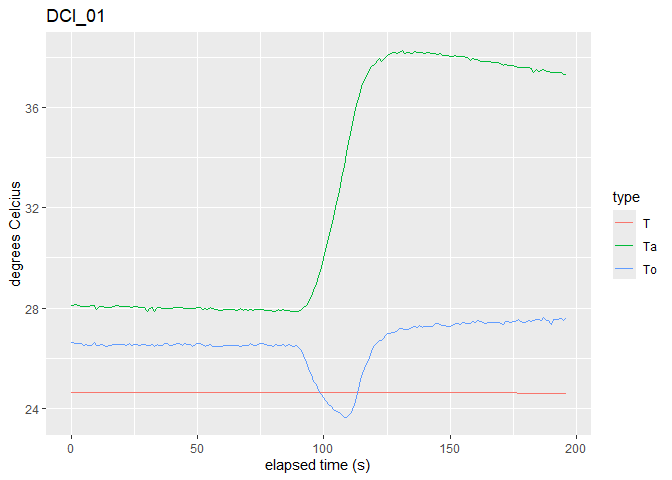 DCI_01
36
32
28
24
degrees Celcius
0
50
100
150
200
elapsed time (s)
type
T
Ta
To